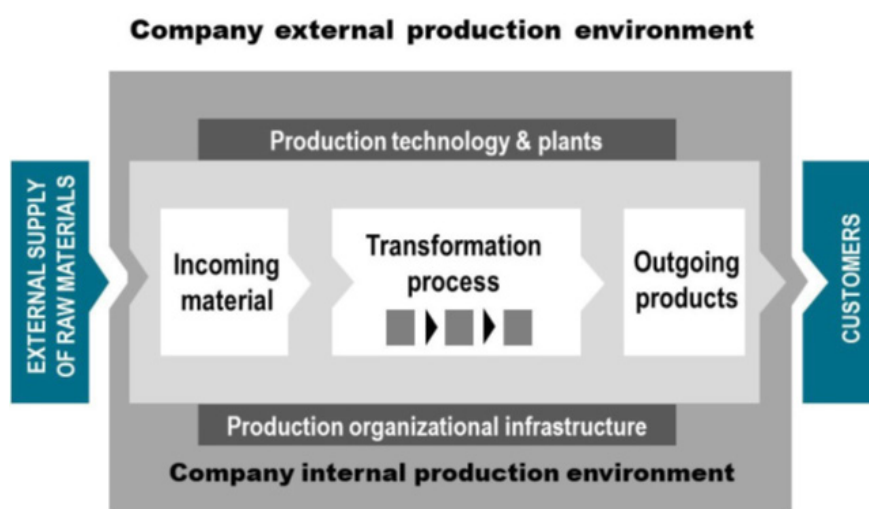 Company external production environment
Production technology & plants
EXTERNAL SUPPLY
OF RAW MATERIALS
Incoming
material
Transformation
process
Outgoing
products
CUSTOMERS
Production organizational infrastructure
Company internal production environment